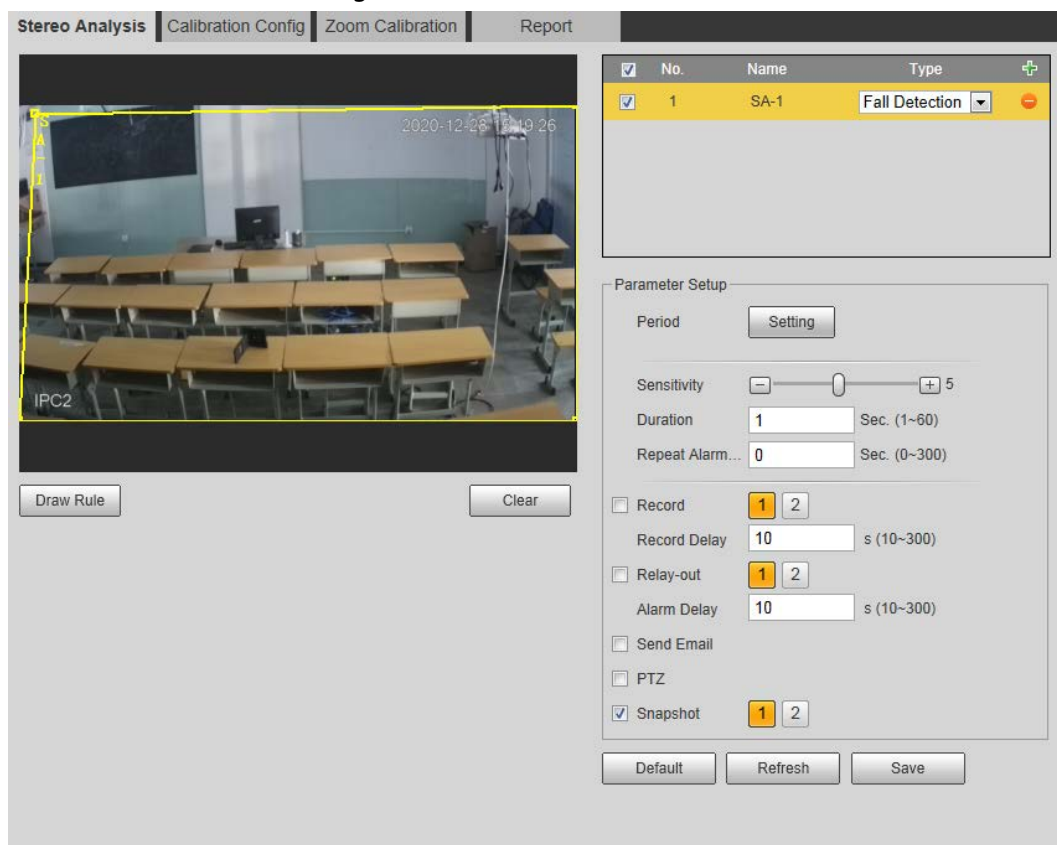 Stereo Analysis Calibration Config Zoom Calibration Report
No. Name Type
1 SA-1 Fall Detection
SA-1
2020-12-28
IPC2
Draw Rule Clear
Parameter Setup
Period Setting
Sensitivity 5
Duration 1 Sec. (1~60)
Repeat Alarm... 0 Sec. (0~300)
Record 1 2
Record Delay 10 s (10~300)
Relay-out 1 2
Alarm Delay 10 s (10~300)
Send Email
PTZ
Snapshot 1 2
Default Refresh Save